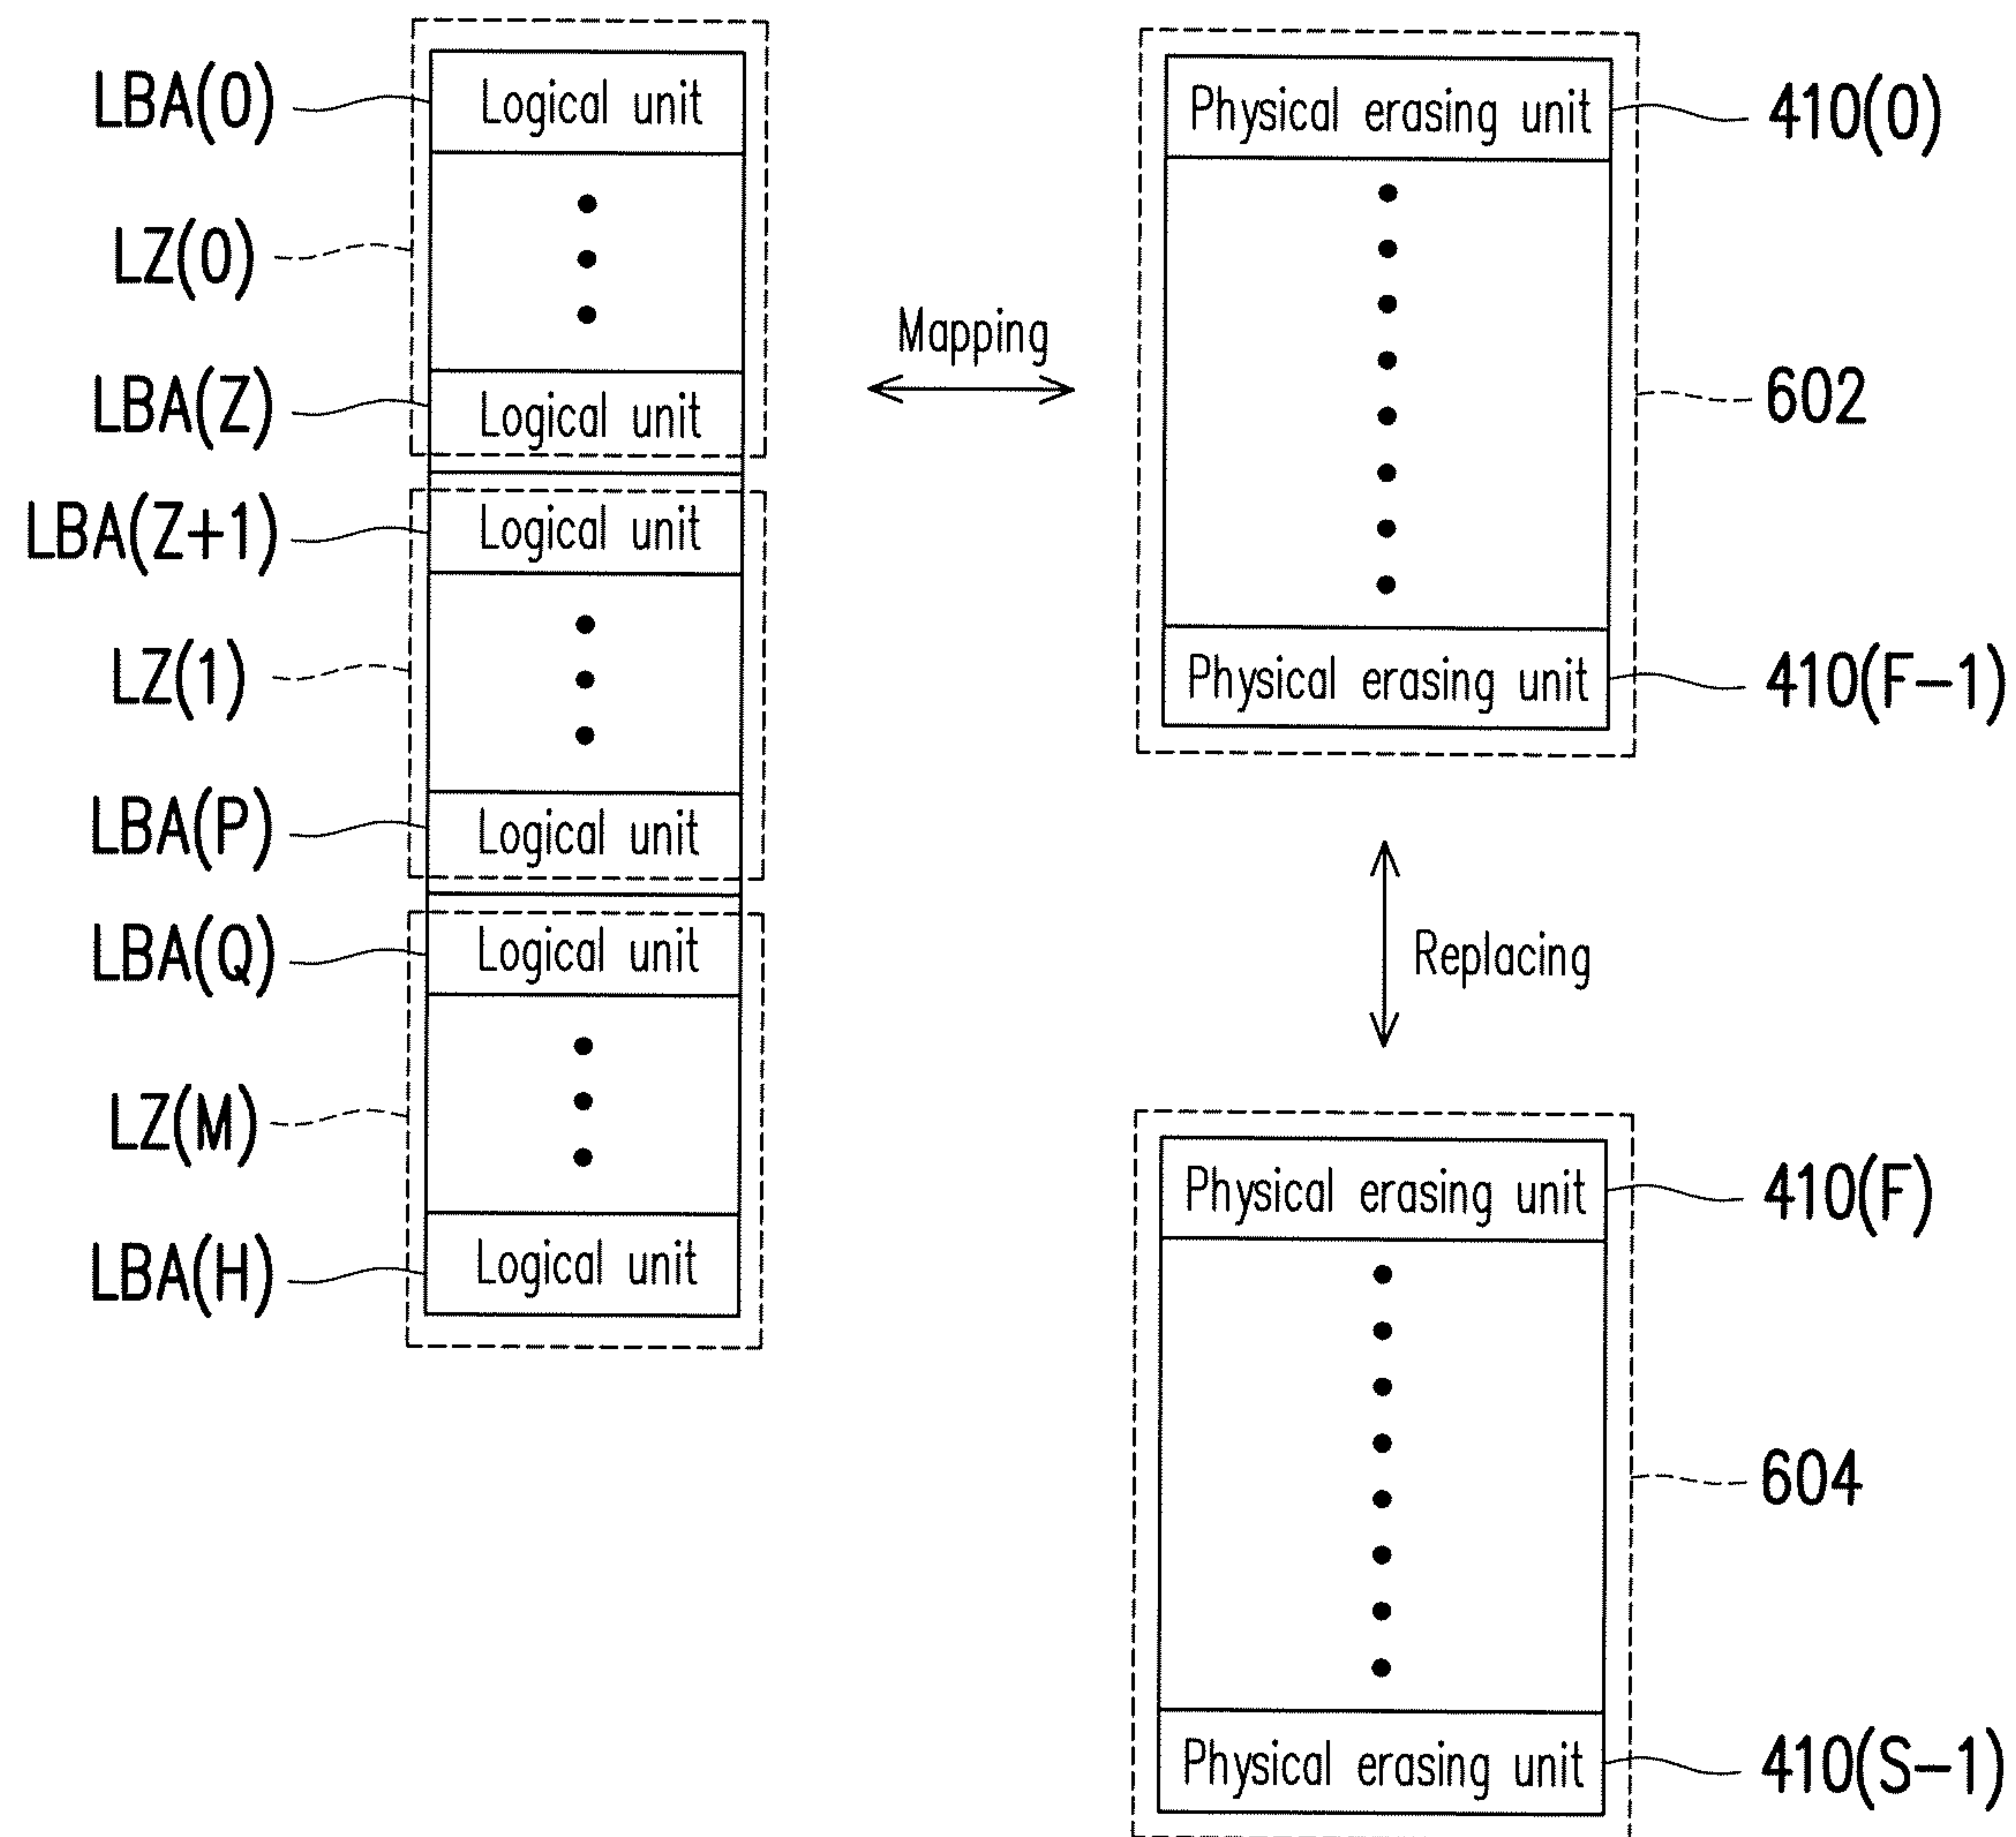 LBA(0)
Logical unit
LZ(0)
LBA(Z)
Logical unit
LBA(Z+1)
Logical unit
LZ(1)
LBA(P)
Logical unit
LBA(Q)
Logical unit
LZ(M)
LBA(H)
Logical unit
Mapping
Physical erasing unit
410(0)
602
Physical erasing unit
410(F-1)
Replacing
Physical erasing unit
410(F)
604
Physical erasing unit
410(S-1)